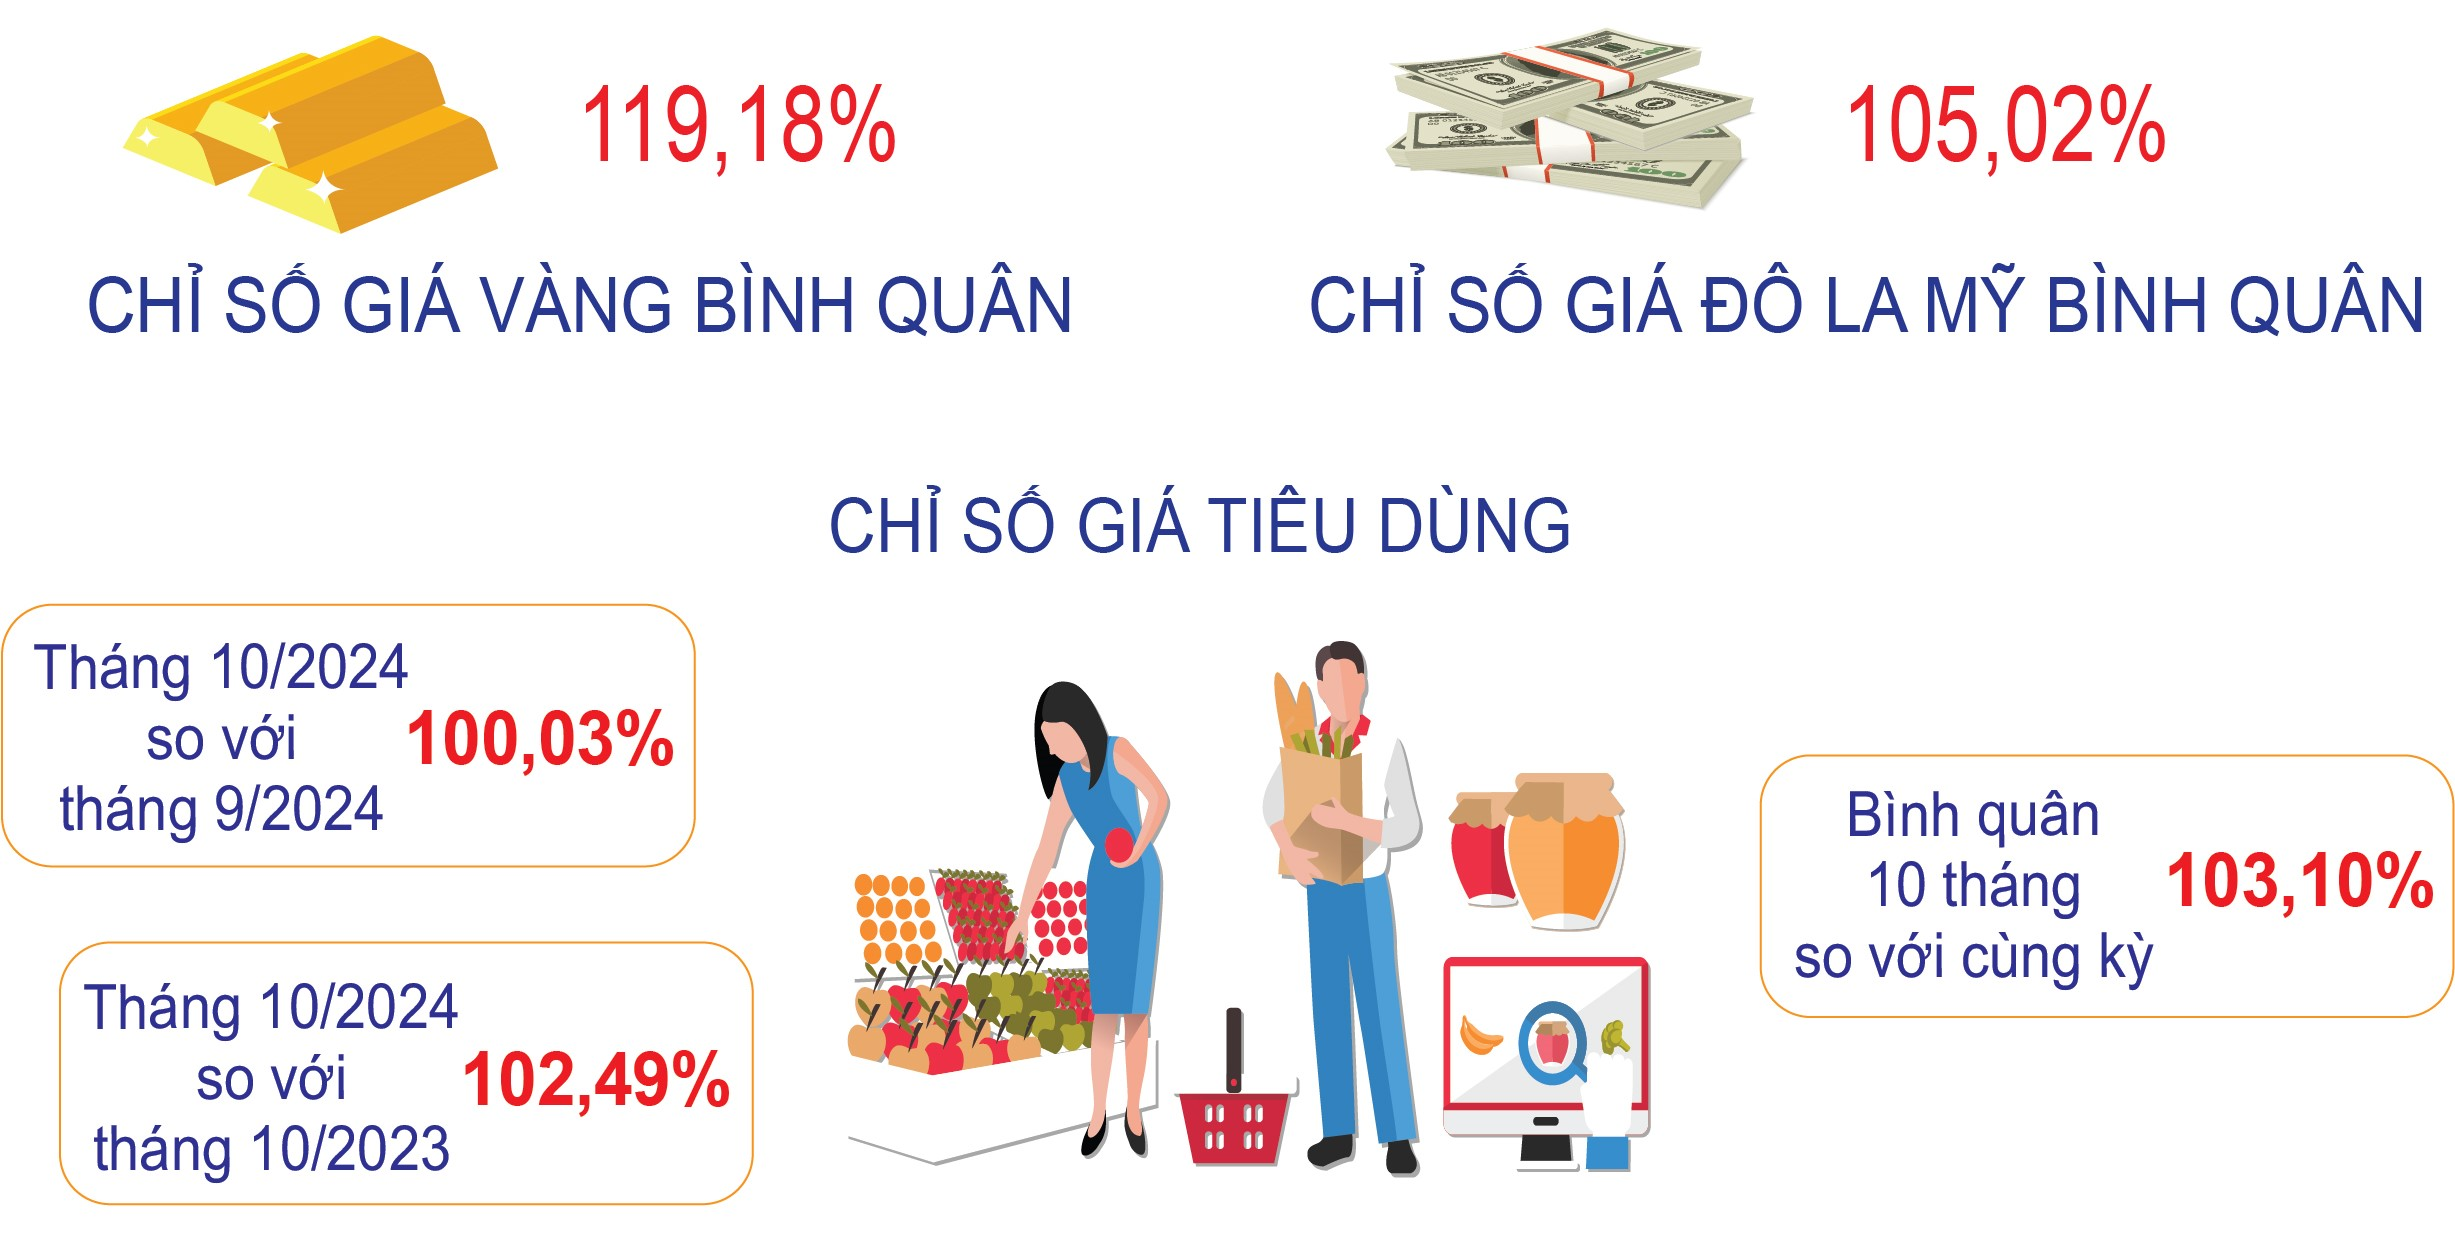 119,18%
CHỈ SỐ GIÁ VÀNG BÌNH QUÂN
105,02%
CHỈ SỐ GIÁ ĐÔ LA MỸ BÌNH QUÂN
CHỈ SỐ GIÁ TIÊU DÙNG
Tháng 10/2024
so với
tháng 9/2024
100,03%
Tháng 10/2024
so với
tháng 10/2023
102,49%
Bình quân
10 tháng
so với cùng kỳ
103,10%